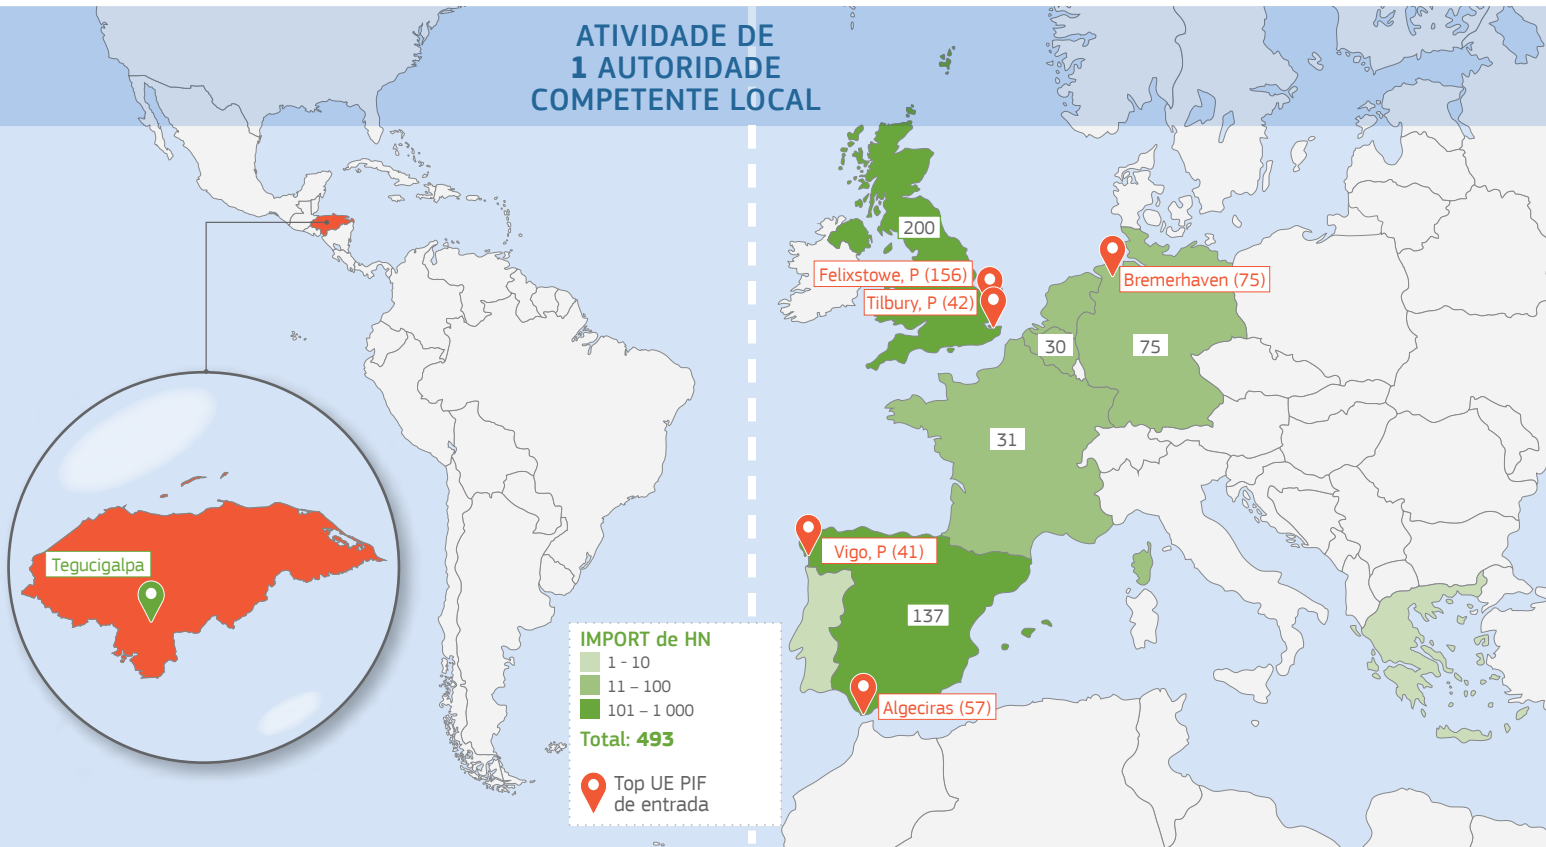 ATIVIDADE DE
1 AUTORIDADE
COMPETENTE LOCAL
200
Felixstowe, P (156)
Tilbury, P (42)
Bremerhaven (75)
30
75
31
Vigo, P (41)
137
Algeciras (57)
Tegucigalpa
IMPORT de HN
1 - 10
11 – 100
101 – 1 000
Total: 493
Top UE PIF
de entrada